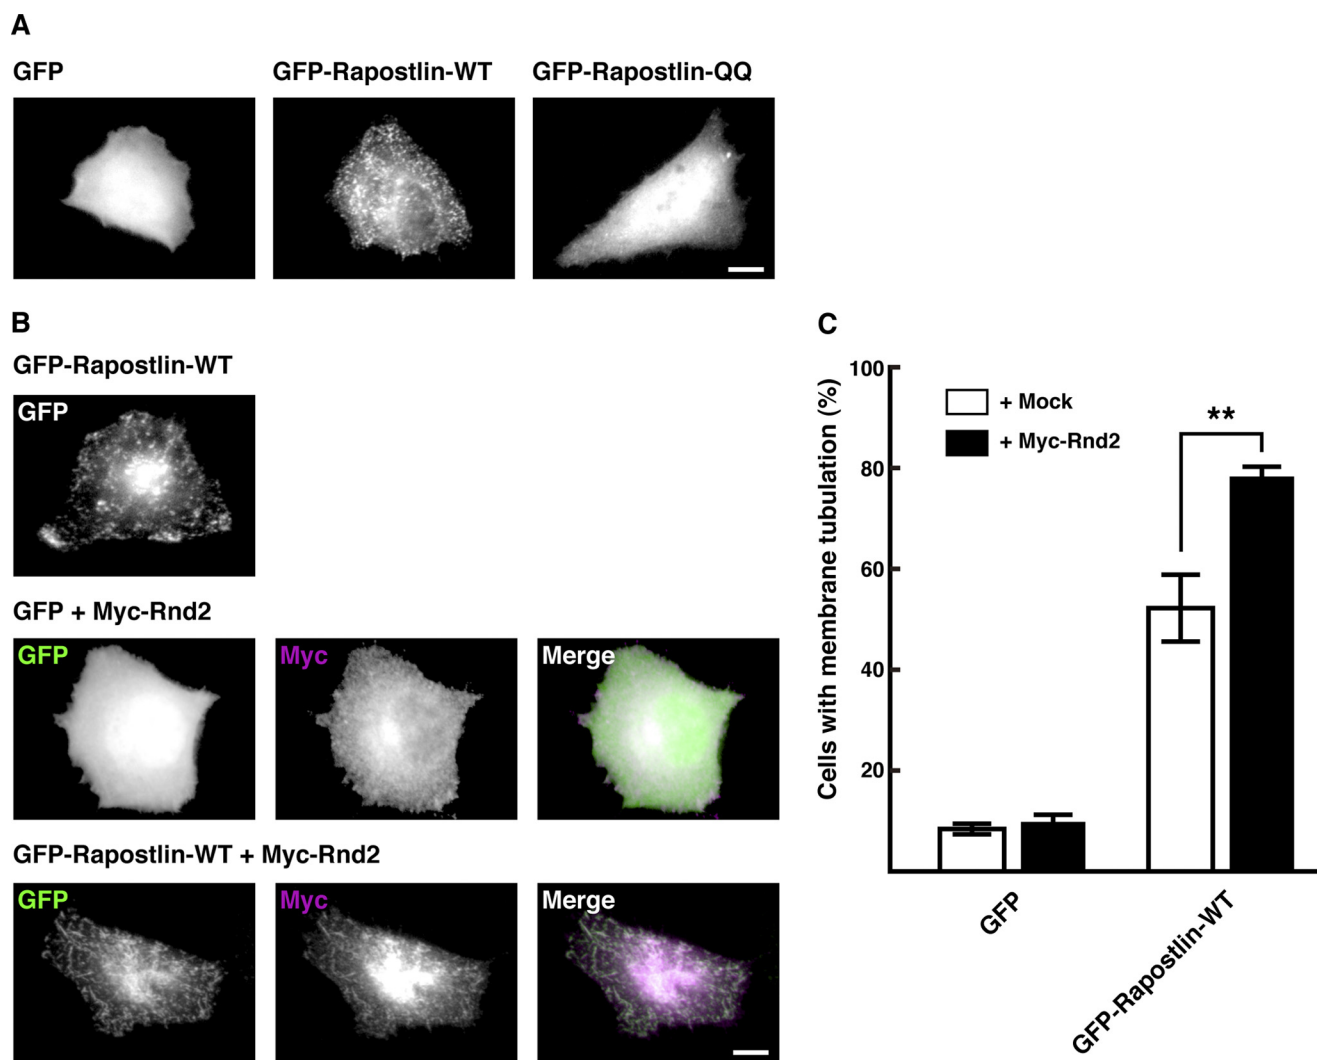 A
GFP
GFP-Rapostlin-WT
GFP-Rapostlin-QQ
B
GFP-Rapostlin-WT
GFP
GFP + Myc-Rnd2
GFP
Myc
Merge
GFP-Rapostlin-WT + Myc-Rnd2
GFP
Myc
Merge
C
Cells with membrane tubulation (%)
100
80
60
40
20
+ Mock
+ Myc-Rnd2
**
GFP
GFP-Rapostlin-WT